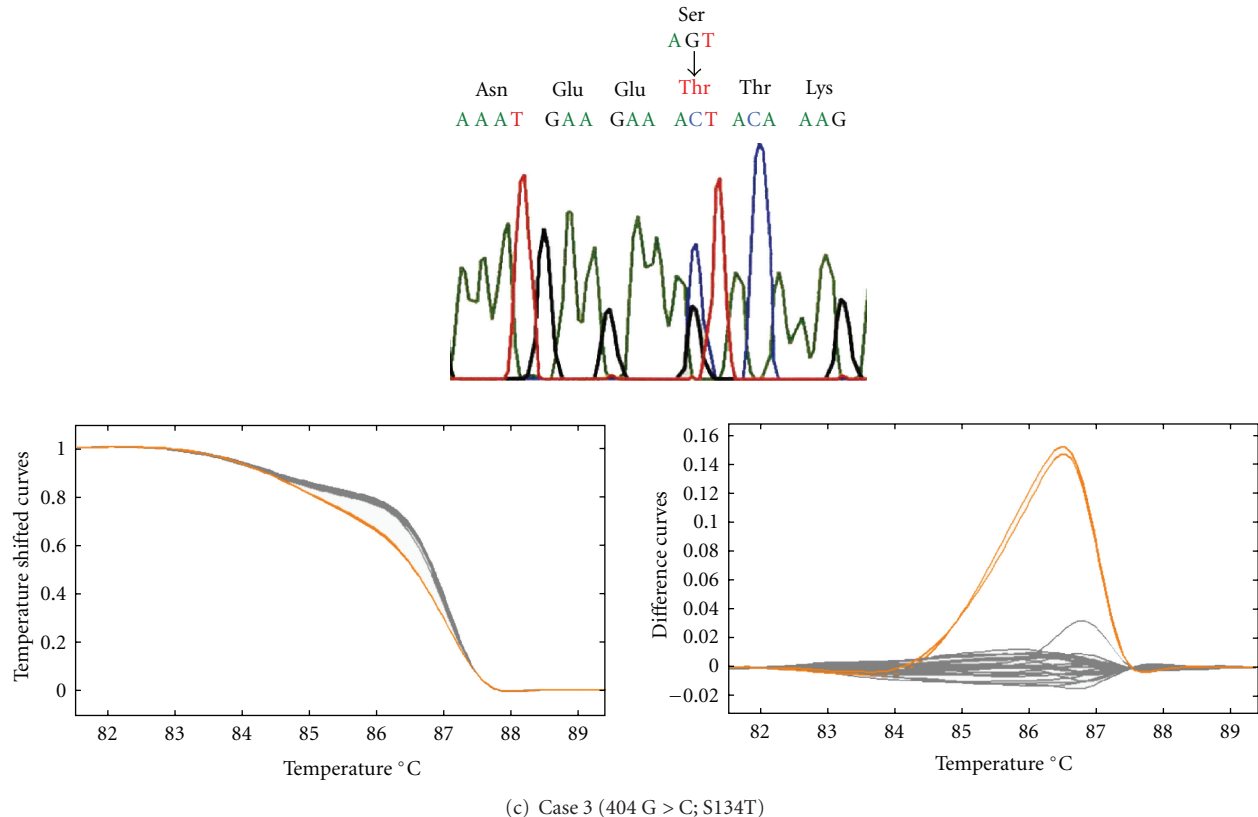 Ser
AGT
Asn Glu Glu Thr Thr Lys
AAAT GAA GAA ACT ACA AAG
Temperature shifted curves
1
0.8
0.6
0.4
0.2
0
82 83 84 85 86 87 88 89
Temperature °C
Difference curves
0.16
0.14
0.12
0.1
0.08
0.06
0.04
0.02
0
−0.02
82 83 84 85 86 87 88 89
Temperature °C
(c) Case 3 (404 G > C; S134T)